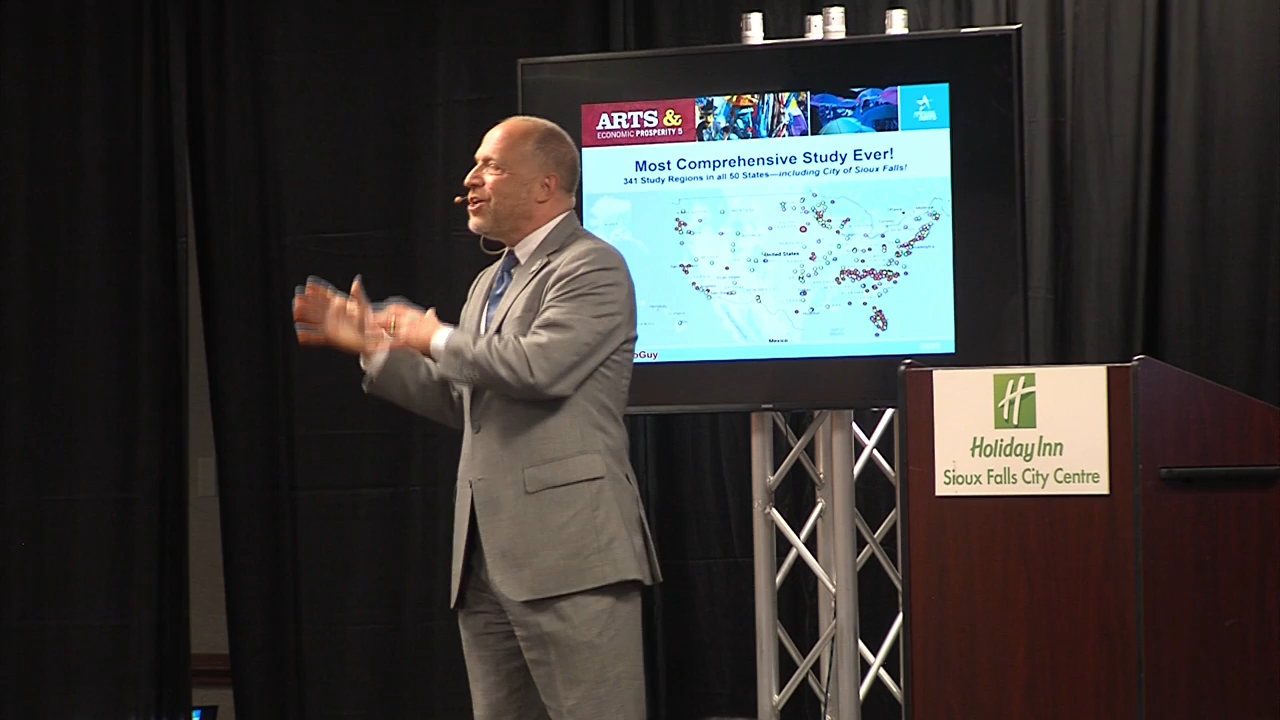 ARTS &
ECONOMIC PROSPERITY 5
Most Comprehensive Study Ever!
341 Study Regions in all 50 States—including City of Sioux Falls!
United States
Mexico
oGuy
H
Holiday Inn
Sioux Falls City Centre